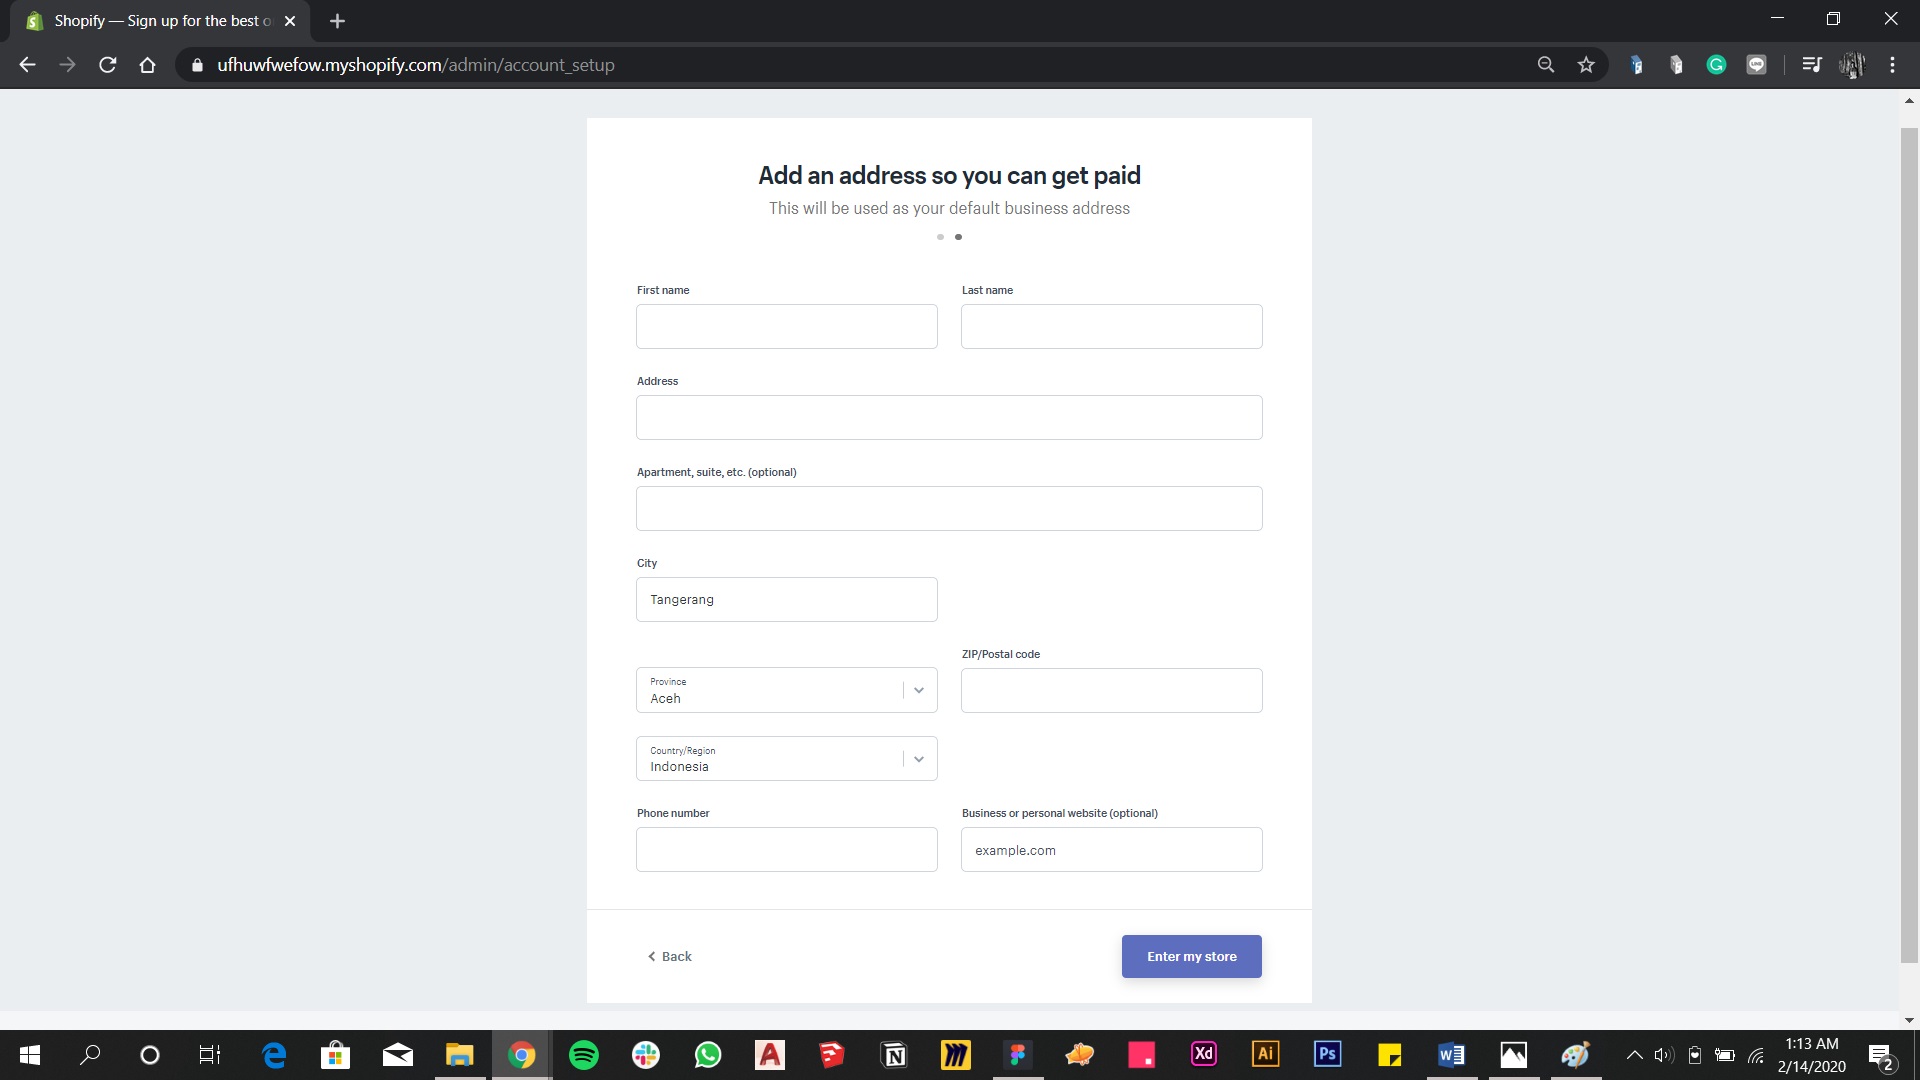 Shopify — Sign up for the best o
ufhuwfwefow.myshopify.com/admin/account_setup
Add an address so you can get paid
This will be used as your default business address
First name
Last name
Address
Apartment, suite, etc. (optional)
City
Tangerang
ZIP/Postal code
Province
Aceh
Country/Region
Indonesia
Phone number
Business or personal website (optional)
example.com
Back
Enter my store
Xd
Ai
Ps
1:13 AM
2/14/2020
2